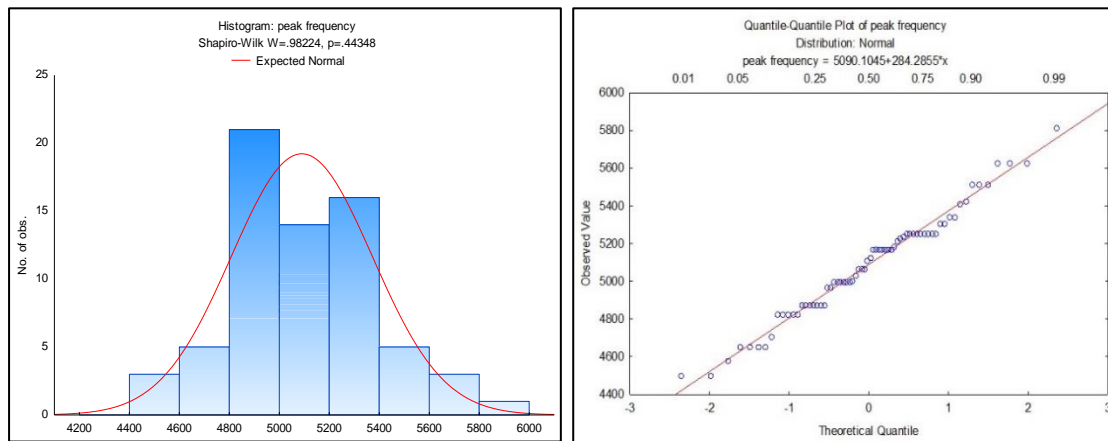 Histogram: peak frequency
Shapiro-Wilk W=.98224, p=.44348
Expected Normal
25
20
15
10
5
0
No. of obs.
4200 4400 4600 4800 5000 5200 5400 5600 5800 6000
Quantile-Quantile Plot of peak frequency
Distribution: Normal
peak frequency = 5090.1045+284.2855*x
0.01 0.05 0.25 0.50 0.75 0.90 0.99
6000
5800
5600
5400
5200
5000
4800
4600
4400
Observed Value
-3 -2 -1 0 1 2 3
Theoretical Quantile